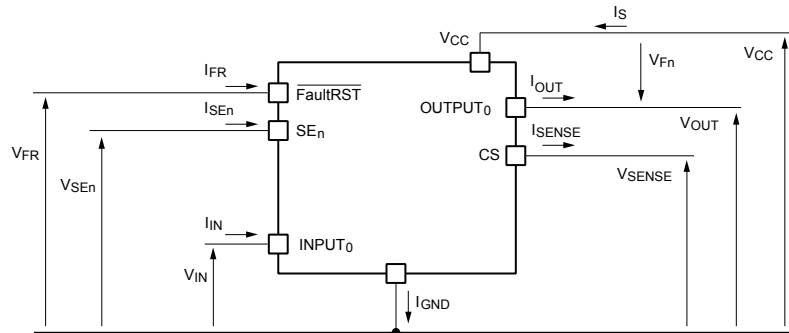 IS
VCC
VFn
VCC
IFR
FaultRST
IOUT
OUTPUT0
ISEn
SEn
VOUT
ISENSE
CS
VFR
VSEn
VSENSE
IIN
INPUT0
VIN
IGND